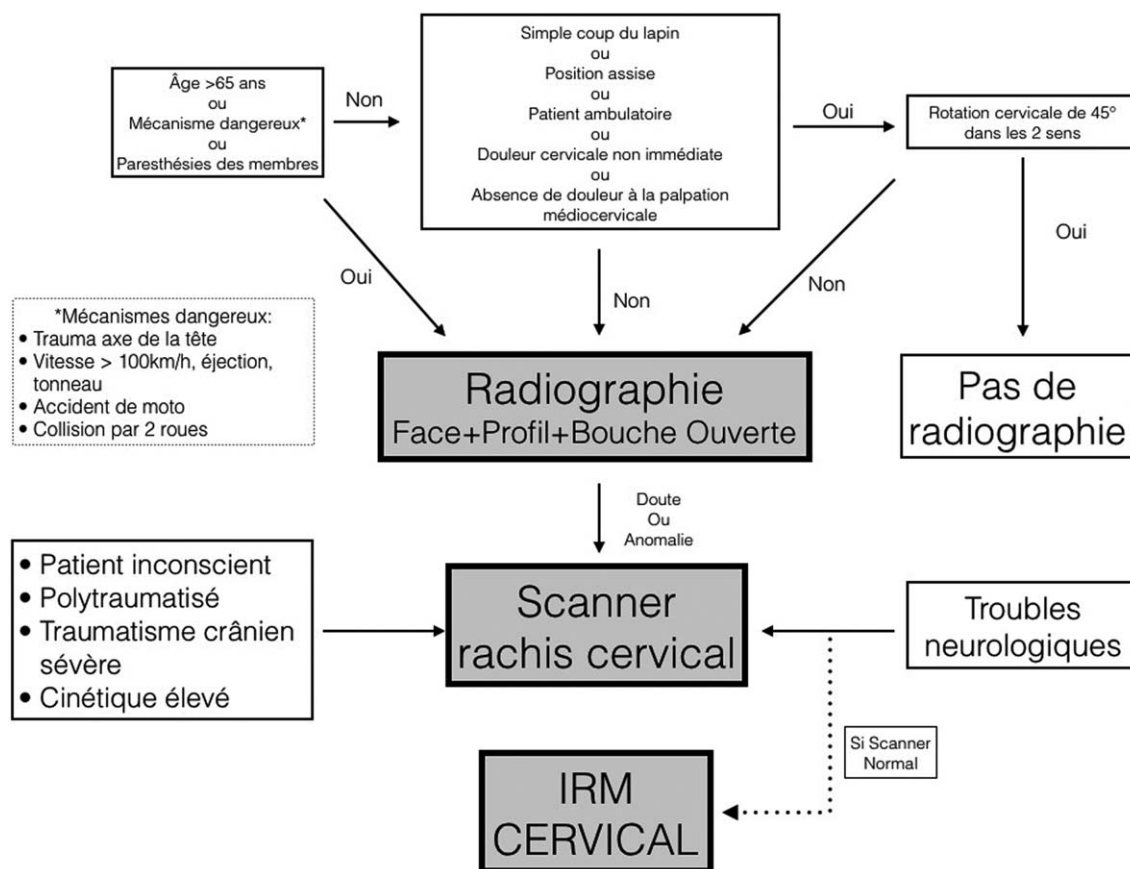 Âge >65 ans
ou
Mécanisme dangereux*
ou
Paresthésies des membres
Non
Simple coup du lapin
ou
Position assise
ou
Patient ambulatoire
ou
Douleur cervicale non immédiate
ou
Absence de douleur à la palpation
médiocervicale
Oui
Rotation cervicale de 45°
dans les 2 sens
Oui
Non
Non
Oui
*Mécanismes dangereux:
• Trauma axe de la tête
• Vitesse > 100km/h, éjection,
tonneau
• Accident de moto
• Collision par 2 roues
Radiographie
Face+Profil+Bouche Ouverte
Pas de
radiographie
Doute
Ou
Anomalie
• Patient inconscient
• Polytraumatisé
• Traumatisme crânien
sévère
• Cinétique élevé
Scanner
rachis cervical
Troubles
neurologiques
Si Scanner
Normal
IRM
CERVICAL